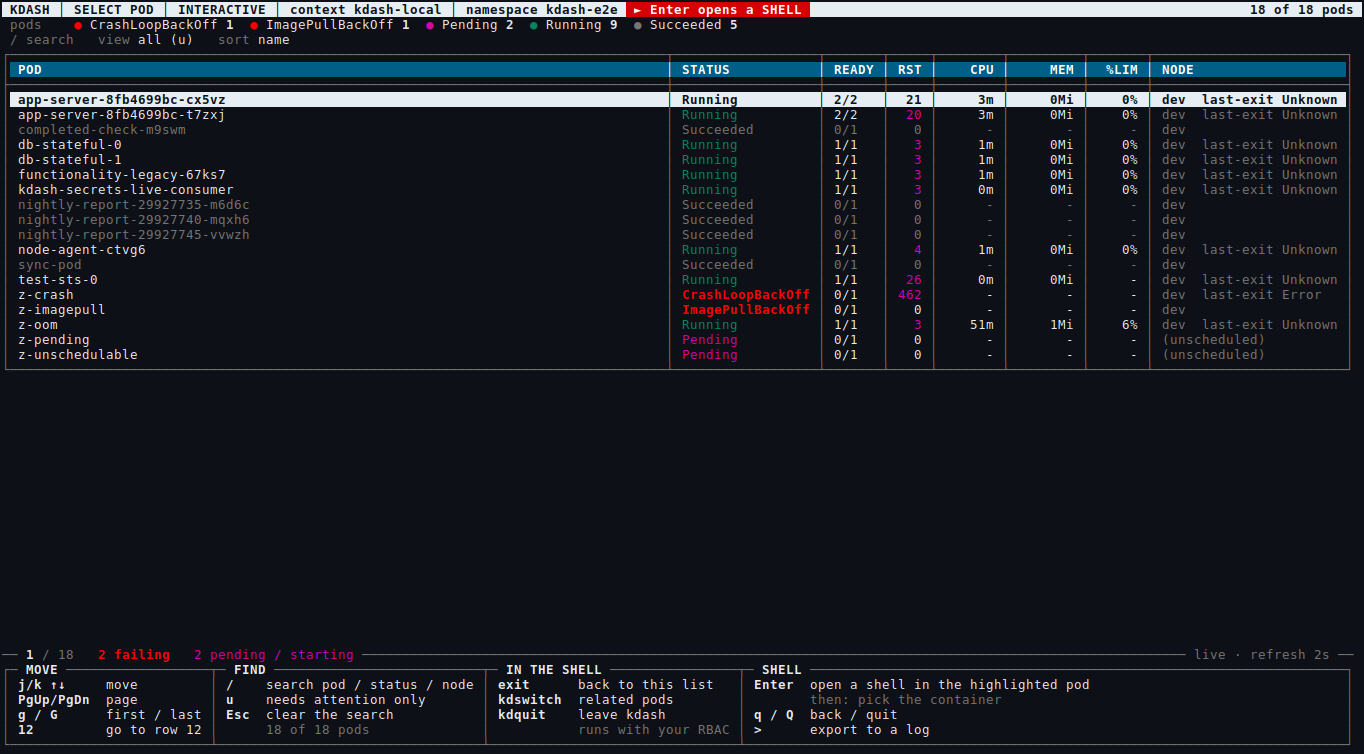 KDASH │ SELECT POD │ INTERACTIVE │ context kdash-local │ namespace kdash-e2e ► Enter opens a SHELL 18 of 18 pods
pods ● CrashLoopBackOff 1 ● ImagePullBackOff 1 ● Pending 2 ● Running 9 ● Succeeded 5
/ search view all (u) sort name
POD │ STATUS │ READY │ RST │ CPU │ MEM │ %LIM │ NODE
app-server-8fb4699bc-cx5vz │ Running │ 2/2 │ 21 │ 3m │ 0Mi │ 0% │ dev last-exit Unknown
app-server-8fb4699bc-t7zxj │ Running │ 2/2 │ 20 │ 3m │ 0Mi │ 0% │ dev last-exit Unknown
completed-check-m9swm │ Succeeded │ 0/1 │ 0 │ - │ - │ - │ dev
db-stateful-0 │ Running │ 1/1 │ 3 │ 1m │ 0Mi │ 0% │ dev last-exit Unknown
db-stateful-1 │ Running │ 1/1 │ 3 │ 1m │ 0Mi │ 0% │ dev last-exit Unknown
functionality-legacy-67ks7 │ Running │ 1/1 │ 3 │ 1m │ 0Mi │ 0% │ dev last-exit Unknown
kdash-secrets-live-consumer │ Running │ 1/1 │ 3 │ 0m │ 0Mi │ 0% │ dev last-exit Unknown
nightly-report-29927735-m6d6c │ Succeeded │ 0/1 │ 0 │ - │ - │ - │ dev
nightly-report-29927740-mqxh6 │ Succeeded │ 0/1 │ 0 │ - │ - │ - │ dev
nightly-report-29927745-vvwzh │ Succeeded │ 0/1 │ 0 │ - │ - │ - │ dev
node-agent-ctvg6 │ Running │ 1/1 │ 4 │ 1m │ 0Mi │ 0% │ dev last-exit Unknown
sync-pod │ Succeeded │ 0/1 │ 0 │ - │ - │ - │ dev
test-sts-0 │ Running │ 1/1 │ 26 │ 0m │ 0Mi │ - │ dev last-exit Unknown
z-crash │ CrashLoopBackOff │ 0/1 │ 462 │ - │ - │ - │ dev last-exit Error
z-imagepull │ ImagePullBackOff │ 0/1 │ 0 │ - │ - │ - │ dev
z-oom │ Running │ 1/1 │ 3 │ 51m │ 1Mi │ 6% │ dev last-exit Unknown
z-pending │ Pending │ 0/1 │ 0 │ - │ - │ - │ (unscheduled)
z-unschedulable │ Pending │ 0/1 │ 0 │ - │ - │ - │ (unscheduled)
1 / 18 2 failing 2 pending / starting live · refresh 2s
MOVE FIND IN THE SHELL SHELL
j/k ↑↓ move │ / search pod / status / node │ exit back to this list │ Enter open a shell in the highlighted pod
PgUp/PgDn page │ u needs attention only │ kdswitch related pods │ then: pick the container
g / G first / last │ Esc clear the search │ kdquit leave kdash │ q / Q back / quit
12 go to row 12 │ 18 of 18 pods │ runs with your RBAC │ > export to a log